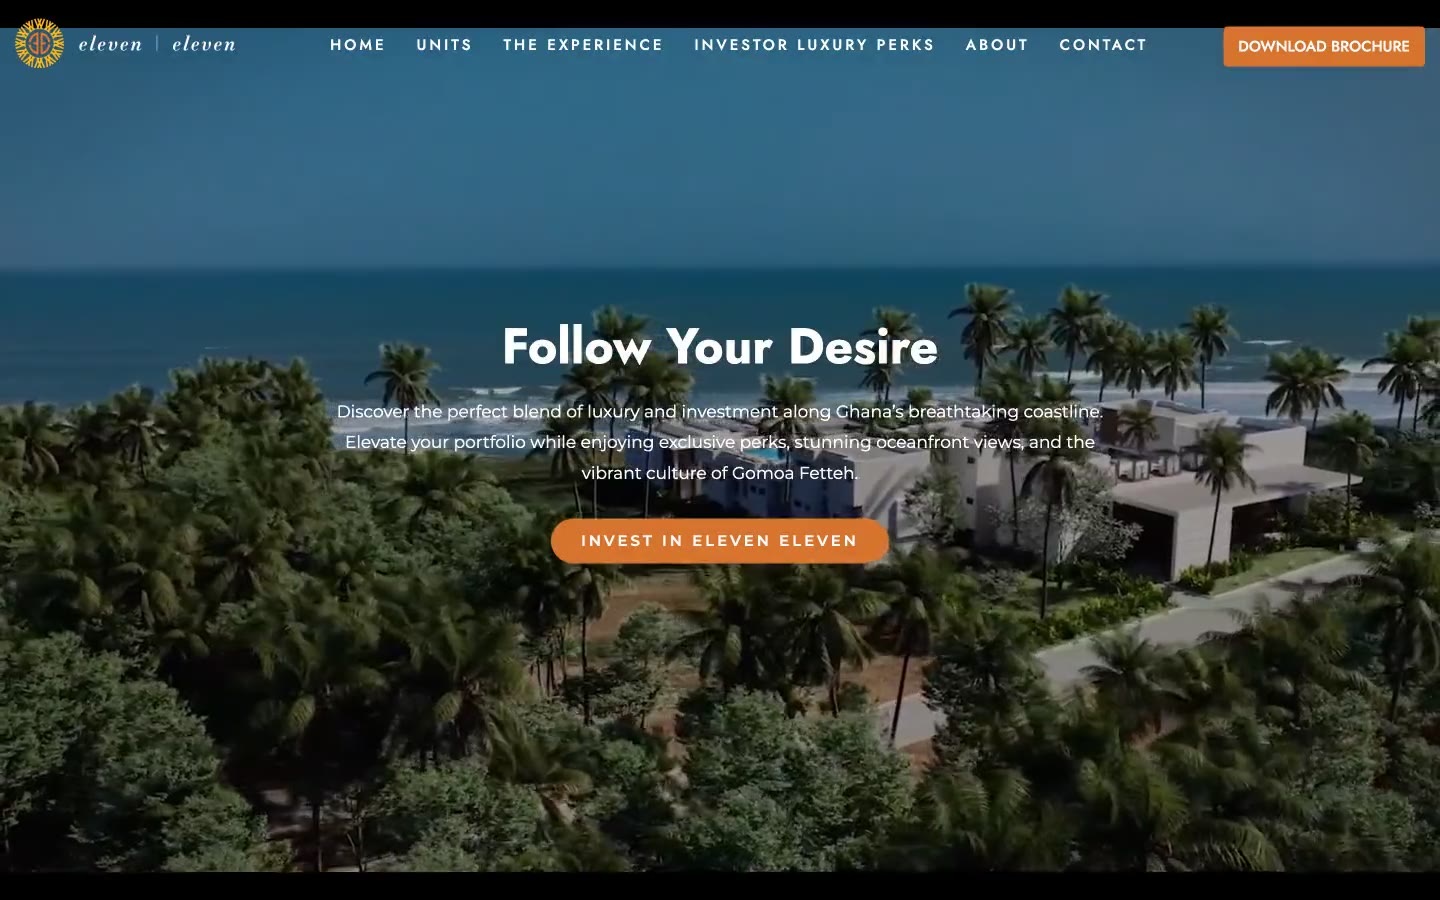 eleven | eleven
HOME
UNITS
THE EXPERIENCE
INVESTOR LUXURY PERKS
ABOUT
CONTACT
DOWNLOAD BROCHURE
Follow Your Desire
Discover the perfect blend of luxury and investment along Ghana’s breathtaking coastline.
Elevate your portfolio while enjoying exclusive perks, stunning oceanfront views, and the
vibrant culture of Gomoa Fetteh.
INVEST IN ELEVEN ELEVEN